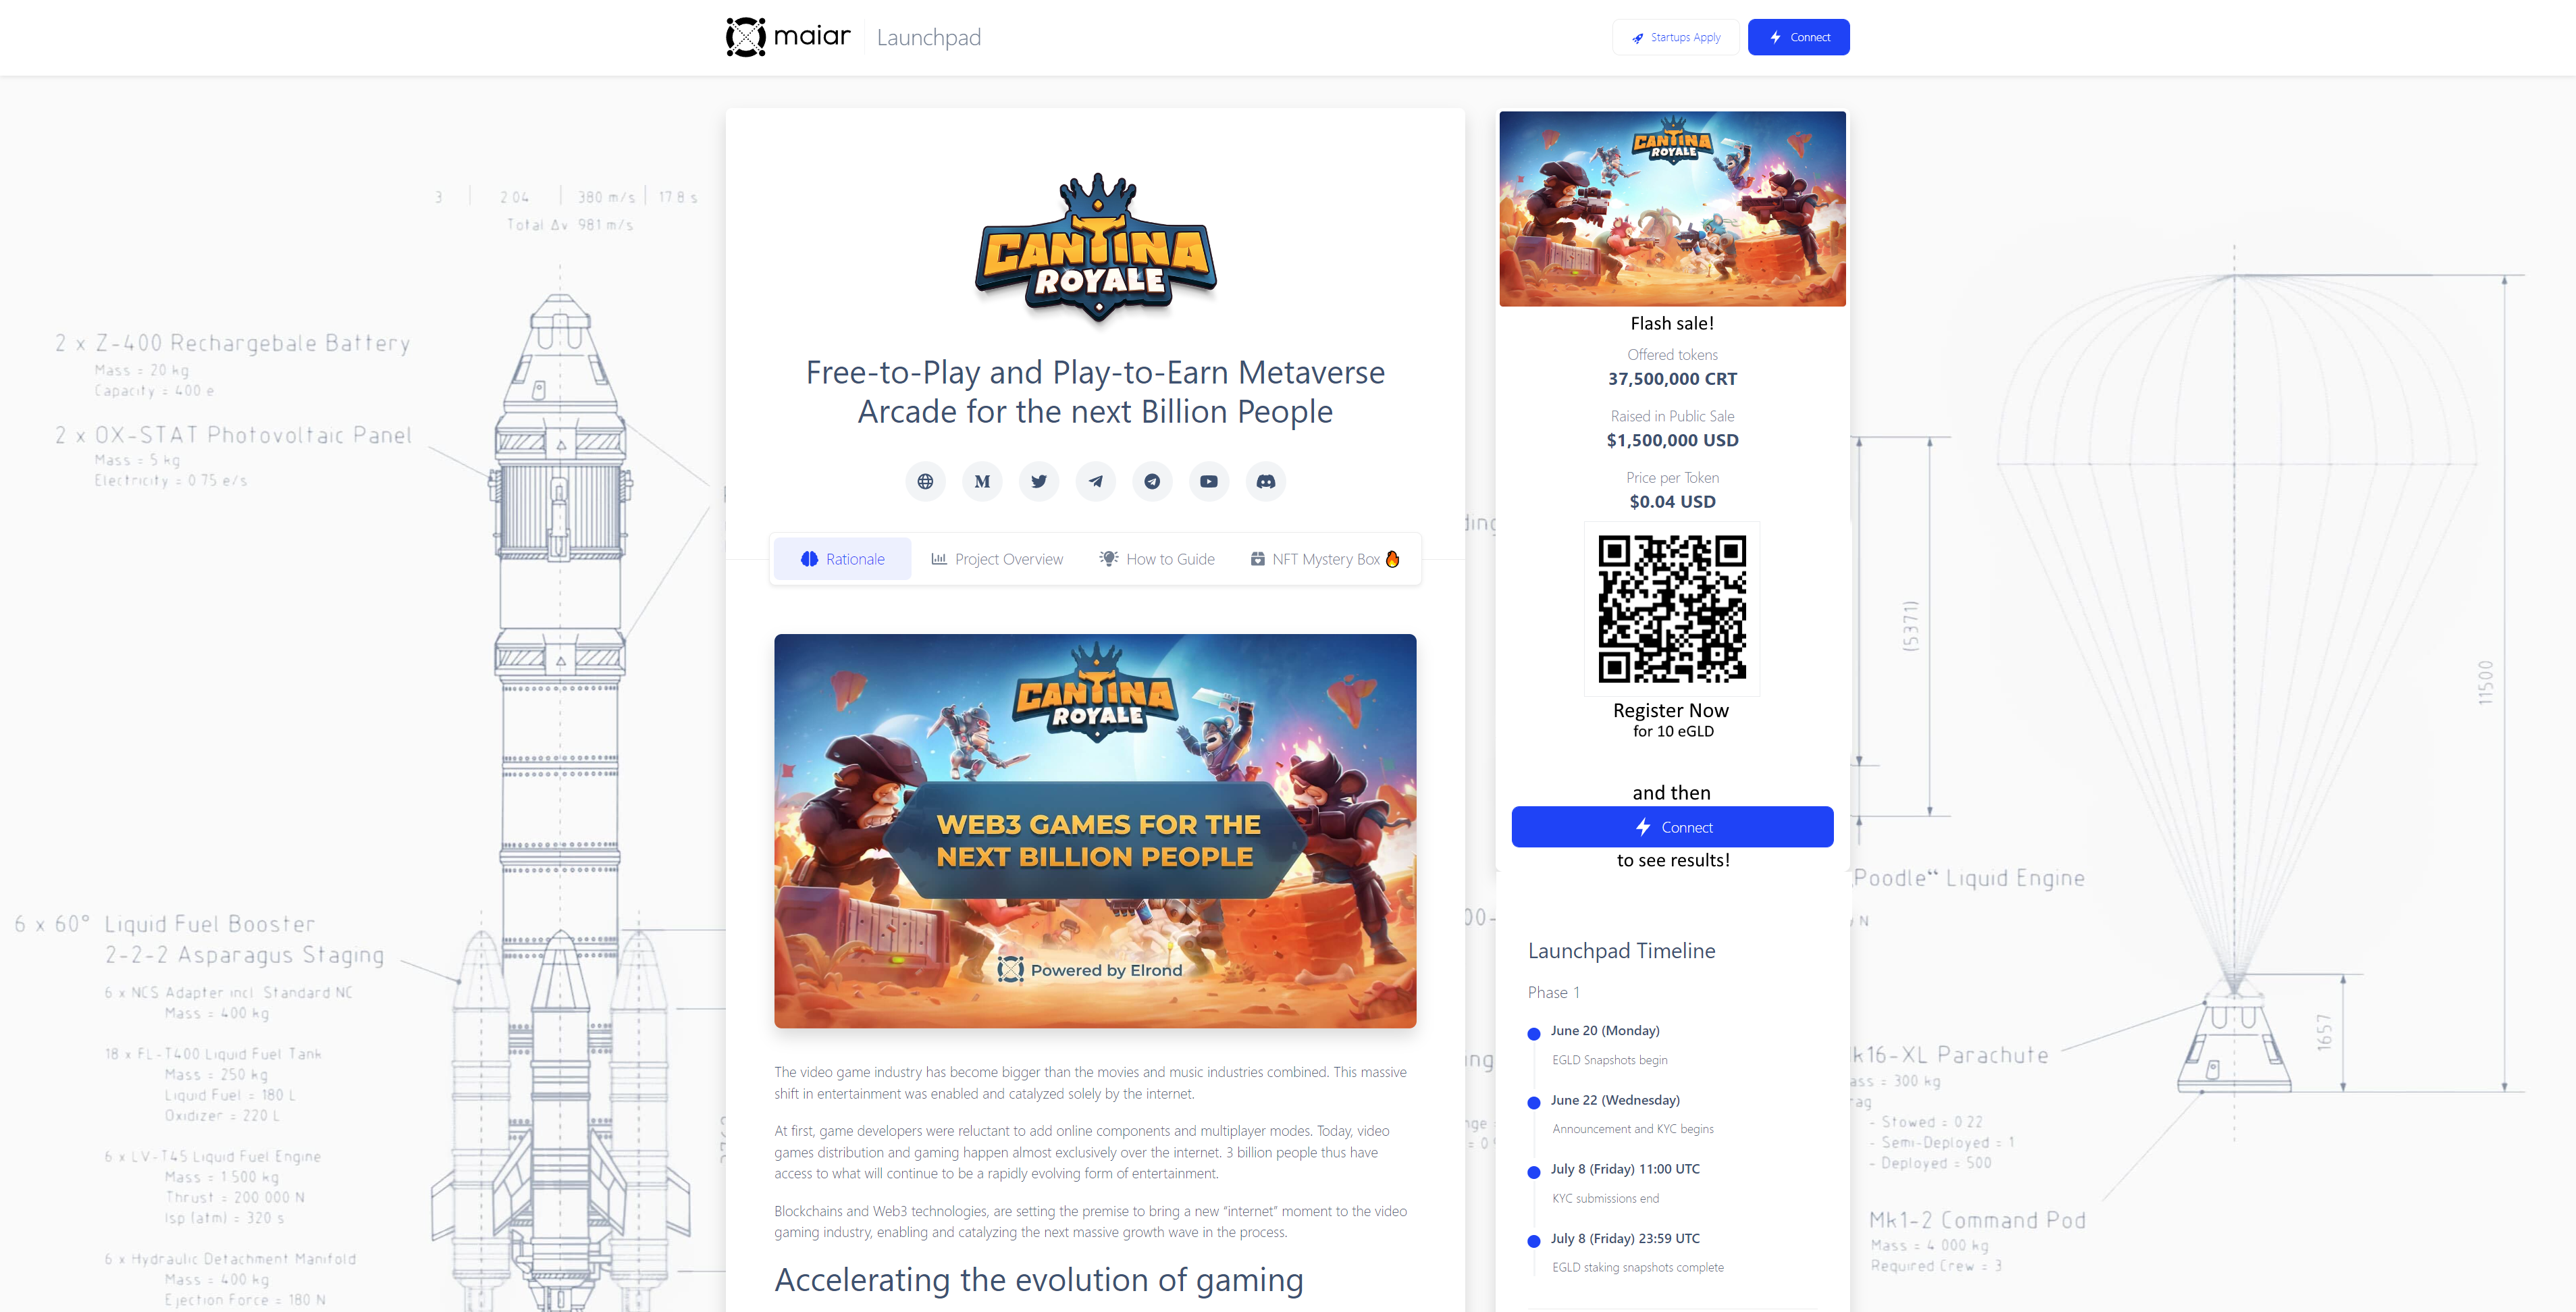 maiar
Launchpad
Startups Apply
Connect
3
2 04
380 m/s
17.8 s
Total Δv 981 m/s
2 x Z-400 Rechargebale Battery
Mass = 20 kg
Capacity = 400 e
2 x OX-STAT Photovoltaic Panel
Mass = 5 kg
Electricity = 0 75 e/s
6 x 60° Liquid Fuel Booster
2-2-2 Asparagus Staging
6 x NCS Adapter incl. Standard NC
Mass = 400 kg
18 x FL-T400 Liquid Fuel Tank
Mass = 250 kg
Liquid Fuel = 180 L
Oxidizer = 220 L
6 x LV-T45 Liquid Fuel Engine
Mass = 1 500 kg
Thrust = 200 000 N
Isp (atm) = 320 s
6 x Hydraulic Detachment Manifold
Mass = 400 kg
Ejection Force = 180 N
CANTINA
ROYALE
Free-to-Play and Play-to-Earn Metaverse
Arcade for the next Billion People
Rationale
Project Overview
How to Guide
NFT Mystery Box
CANTINA
ROYALE
WEB3 GAMES FOR THE
NEXT BILLION PEOPLE
Powered by Elrond
The video game industry has become bigger than the movies and music industries combined. This massive
shift in entertainment was enabled and catalyzed solely by the internet.
At first, game developers were reluctant to add online components and multiplayer modes. Today, video
games distribution and gaming happen almost exclusively over the internet. 3 billion people thus have
access to what will continue to be a rapidly evolving form of entertainment.
Blockchains and Web3 technologies, are setting the premise to bring a new “internet” moment to the video
gaming industry, enabling and catalyzing the next massive growth wave in the process.
Accelerating the evolution of gaming
CANTINA
ROYALE
Flash sale!
Offered tokens
37,500,000 CRT
Raised in Public Sale
$1,500,000 USD
Price per Token
$0.04 USD
Register Now
for 10 eGLD
and then
Connect
to see results!
Launchpad Timeline
Phase 1
June 20 (Monday)
EGLD Snapshots begin
June 22 (Wednesday)
Announcement and KYC begins
July 8 (Friday) 11:00 UTC
KYC submissions end
July 8 (Friday) 23:59 UTC
EGLD staking snapshots complete
(5371)
11500
1657
Poodle“ Liquid Engine
N
k16-XL Parachute
ass = 300 kg
rag
- Stowed = 0 22
- Semi-Deployed = 1
- Deployed = 500
Mk1-2 Command Pod
Mass = 4 000 kg
Required Crew = 3